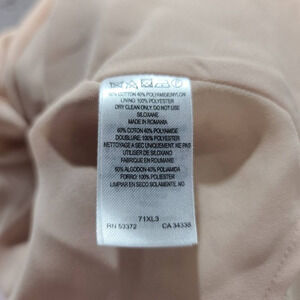 60% COTTON 40% POLYAMIDE/NYLON
LINING: 100% POLYESTER
DRY CLEAN ONLY, DO NOT USE
SILOXANE
MADE IN ROMANIA
60% COTON 40% POLYAMIDE
DOUBLURE: 100% POLYESTER
NETTOYAGE A SEC UNIQUEMENT, NE PAS
UTILISER DE SILOXANE
FABRIQUE EN ROUMANIE
60% ALGODON 40% POLIAMIDA
FORRO: 100% POLIESTER
LIMPIAR EN SECO SOLAMENTE, NO
71XL3
RN 53372 CA 34338